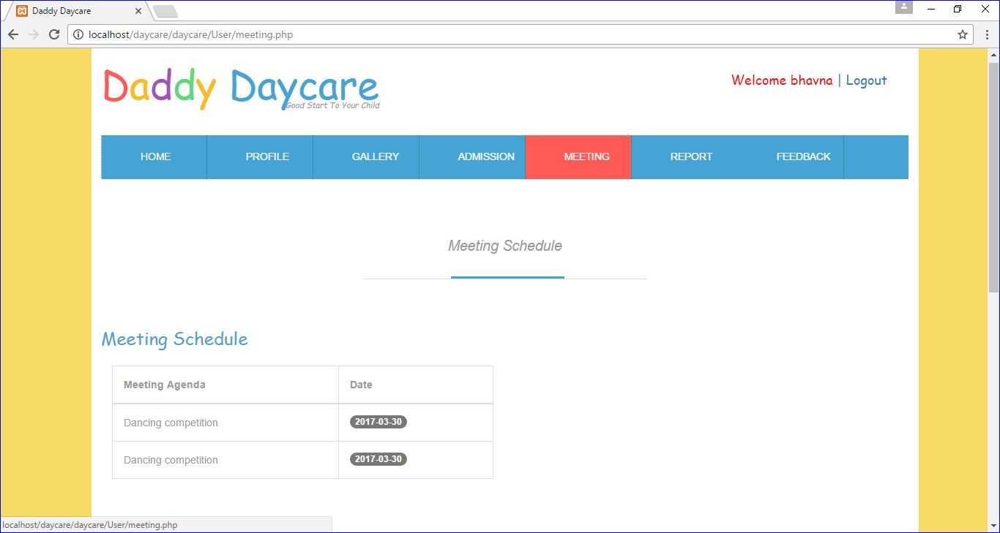 Daddy Daycare
localhost/daycare/daycare/User/meeting.php
Daddy Daycare
Good Start To Your Child
Welcome bhavna | Logout
HOME PROFILE GALLERY ADMISSION MEETING REPORT FEEDBACK
Meeting Schedule
Meeting Schedule
Meeting Agenda Date
Dancing competition 2017-03-30
Dancing competition 2017-03-30
localhost/daycare/daycare/User/meeting.php